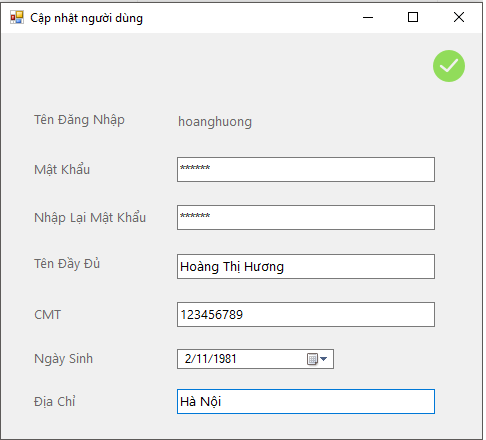 Cập nhật người dùng
Tên Đăng Nhập hoanghuong
Mật Khẩu ******
Nhập Lại Mật Khẩu ******
Tên Đầy Đủ Hoàng Thị Hương
CMT 123456789
Ngày Sinh 2/11/1981
Địa Chỉ Hà Nội